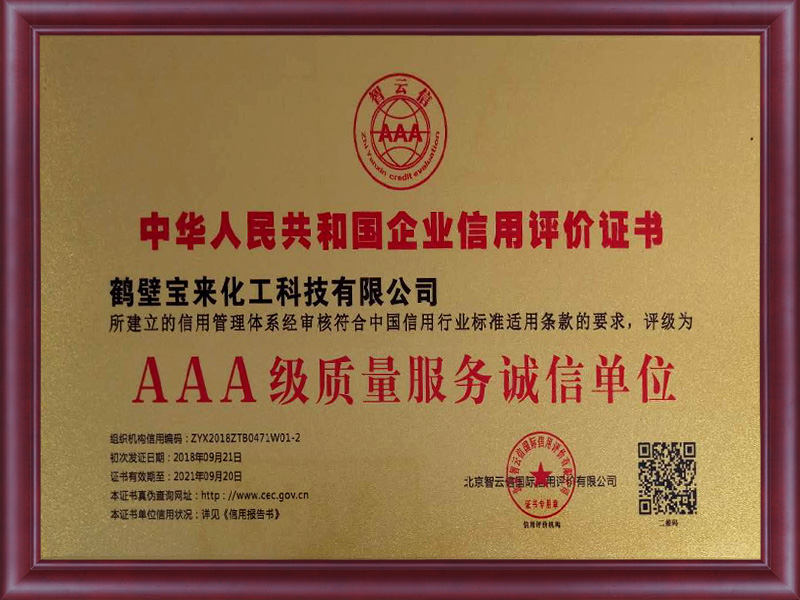 智云信
AAA
Zhi Yunxin credit evaluation
中华人民共和国企业信用评价证书
鹤壁宝来化工科技有限公司
所建立的信用管理体系经审核符合中国信用行业标准适用条款的要求，评级为
AAA级质量服务诚信单位
组织机构信用编码：ZYX2018ZTB0471W01-2
初次发证日期：2018年09月21日
证书有效期至：2021年09月20日
本证书真伪查询网址：http：//www.cec.gov.cn
本证书单位信用状况：详见《信用报告书》
北京智云信国际信用评价有限公司
证书专用章
信用评价机构
二维码